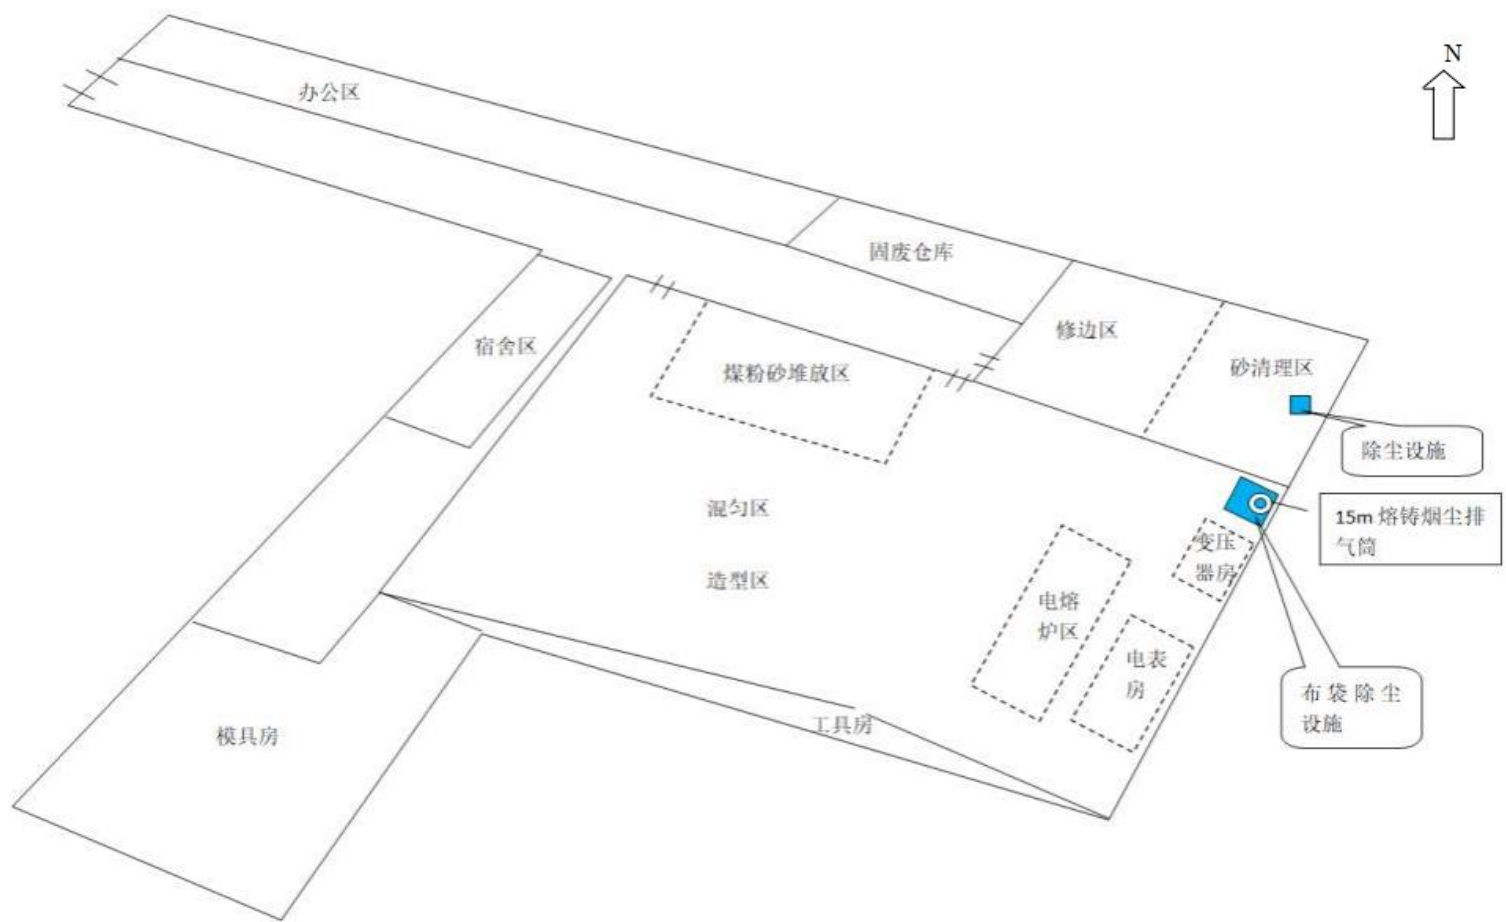 N
办公区
固废仓库
修边区
宿舍区
煤粉砂堆放区
砂清理区
除尘设施
混匀区
15m 熔铸烟尘排
气筒
变压
器房
造型区
电熔
炉区
电表
房
布袋除尘
设施
工具房
模具房